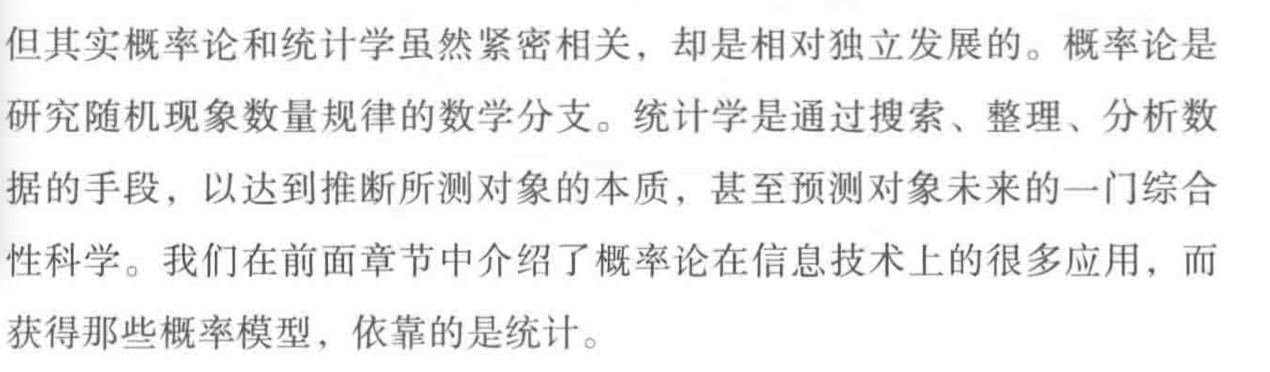 但其实概率论和统计学虽然紧密相关，却是相对独立发展的。概率论是
研究随机现象数量规律的数学分支。统计学是通过搜索、整理、分析数
据的手段，以达到推断所测对象的本质，甚至预测对象未来的一门综合
性科学。我们在前面章节中介绍了概率论在信息技术上的很多应用，而
获得那些概率模型，依靠的是统计。